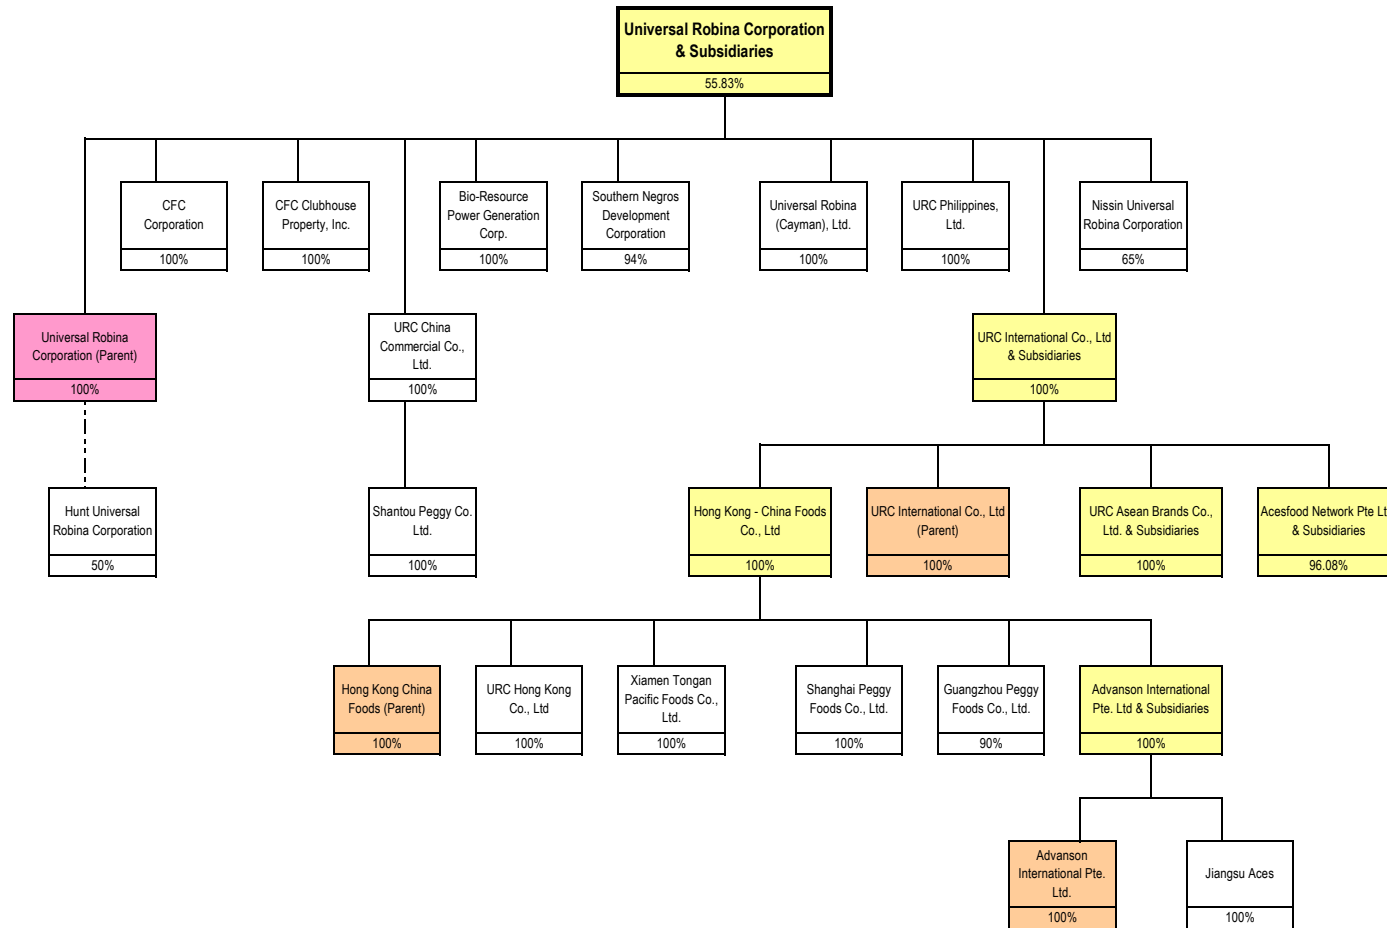 Universal Robina Corporation
& Subsidiaries
55.83%
CFC
Corporation
100%
CFC Clubhouse
Property, Inc.
100%
Bio-Resource
Power Generation
Corp.
100%
Southern Negros
Development
Corporation
94%
Universal Robina
(Cayman), Ltd.
100%
URC Philippines,
Ltd.
100%
Nissin Universal
Robina Corporation
65%
Universal Robina
Corporation (Parent)
100%
URC China
Commercial Co.,
Ltd.
100%
URC International Co., Ltd
& Subsidiaries
100%
Hunt Universal
Robina Corporation
50%
Shantou Peggy Co.
Ltd.
100%
Hong Kong - China Foods
Co., Ltd
100%
URC International Co., Ltd
(Parent)
100%
URC Asean Brands Co.,
Ltd. & Subsidiaries
100%
Acesfood Network Pte Lt
& Subsidiaries
96.08%
Hong Kong China
Foods (Parent)
100%
URC Hong Kong
Co., Ltd
100%
Xiamen Tongan
Pacific Foods Co.,
Ltd.
100%
Shanghai Peggy
Foods Co., Ltd.
100%
Guangzhou Peggy
Foods Co., Ltd.
90%
Advanson International
Pte. Ltd & Subsidiaries
100%
Advanson
International Pte.
Ltd.
100%
Jiangsu Aces
100%